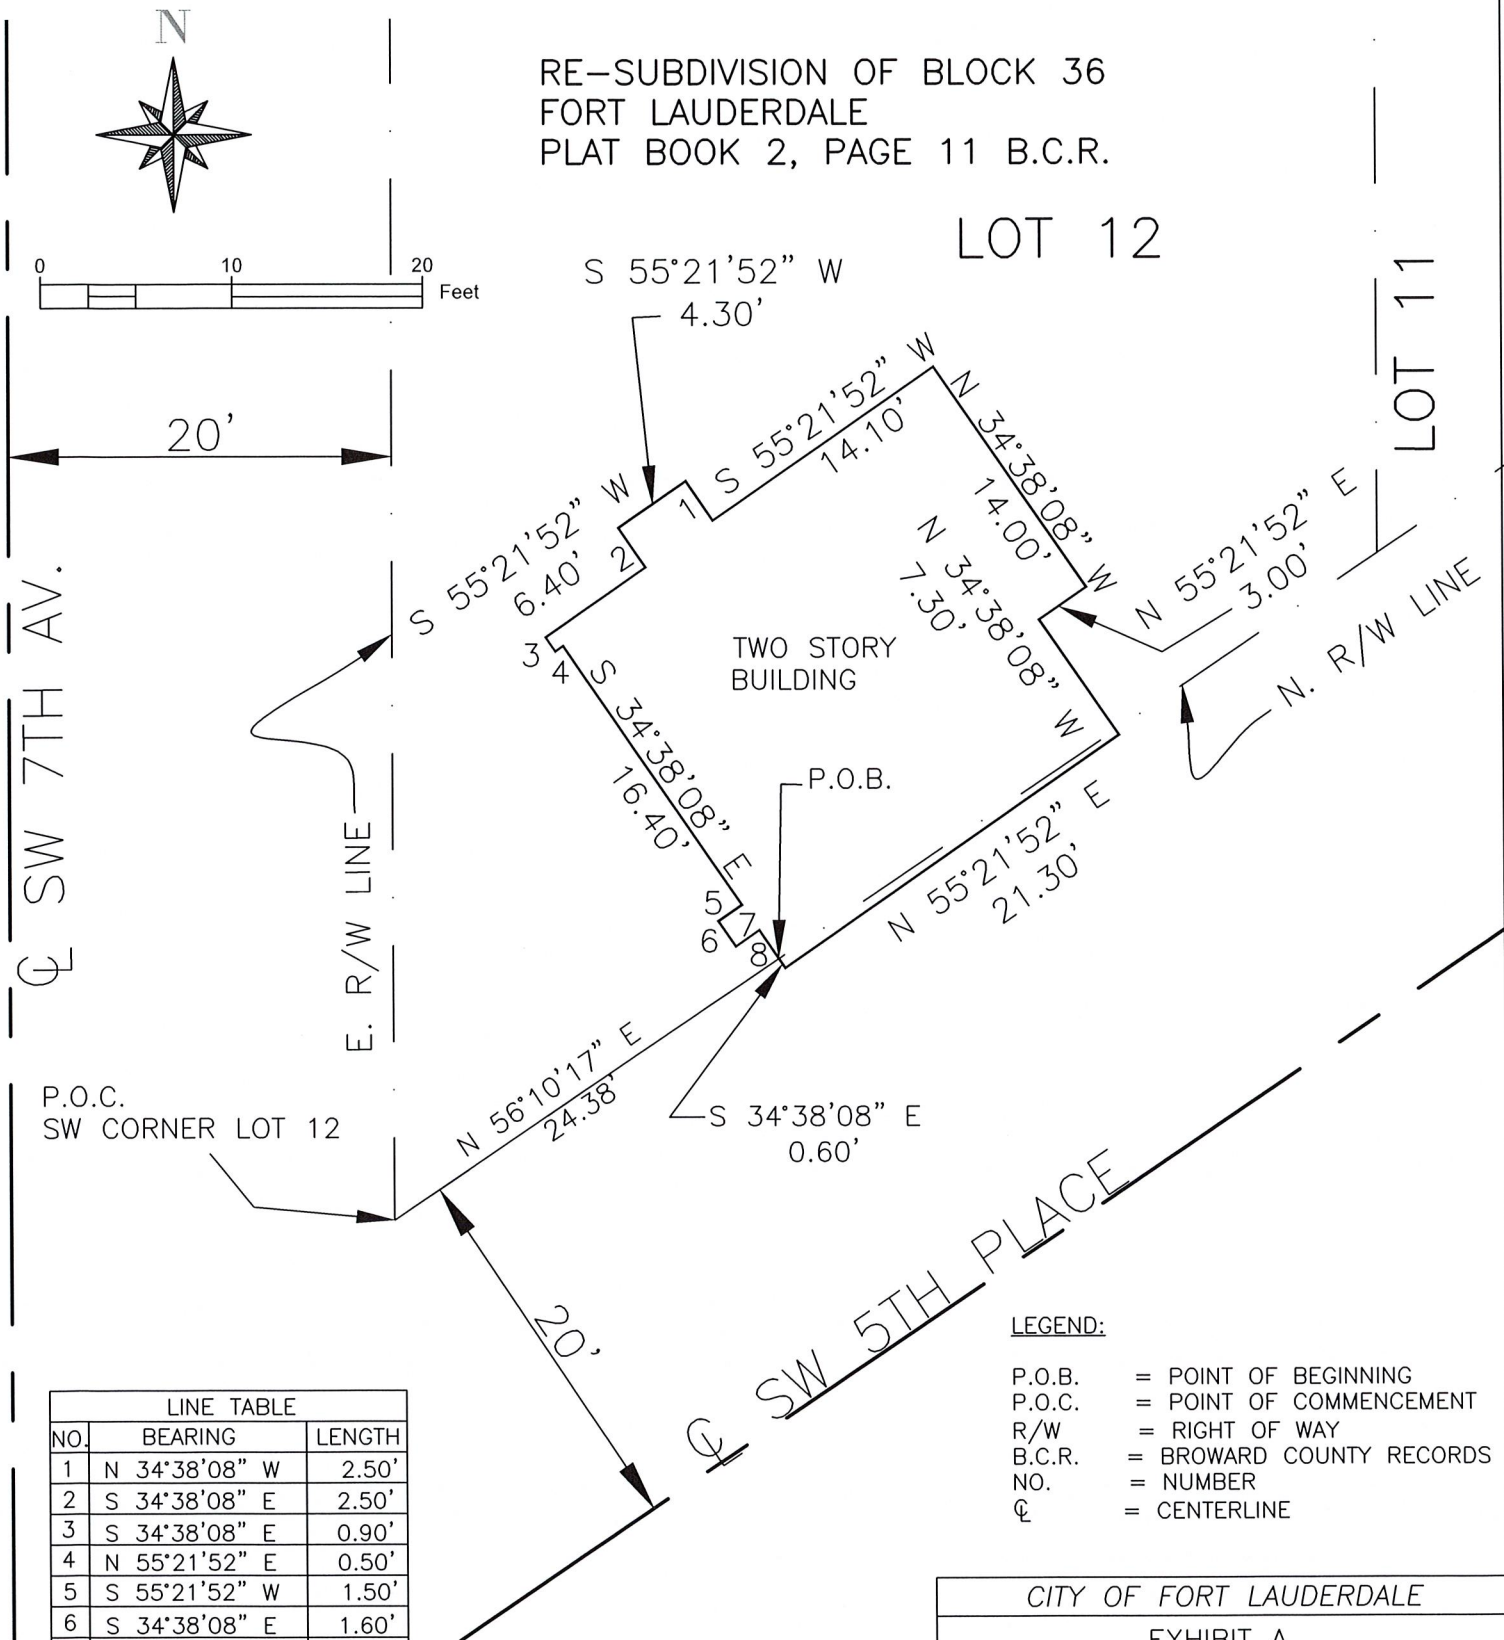 N
RE-SUBDIVISION OF BLOCK 36
FORT LAUDERDALE
PLAT BOOK 2, PAGE 11 B.C.R.
LOT 12
0 10 20
Feet
S 55°21'52" W
4.30'
LOT 11
20'
S 55°21'52" W
14.10'
N 34°38'08" W
14.00'
S 55°21'52" W
6.40'
1
2
3
4
N 34°38'08" W
7.30'
N 55°21'52" E
3.00'
N. R/W LINE
TWO STORY
BUILDING
S 34°38'08" E
16.40'
P.O.B.
N 55°21'52" E
21.30'
5
6
7
8
℄ SW 7TH AV.
E. R/W LINE
N 56°10'17" E
24.38'
S 34°38'08" E
0.60'
P.O.C.
SW CORNER LOT 12
20'
℄ SW 5TH PLACE
LEGEND:
P.O.B. = POINT OF BEGINNING
P.O.C. = POINT OF COMMENCEMENT
R/W = RIGHT OF WAY
B.C.R. = BROWARD COUNTY RECORDS
NO. = NUMBER
℄ = CENTERLINE
LINE TABLE
NO. BEARING LENGTH
1 N 34°38'08" W 2.50'
2 S 34°38'08" E 2.50'
3 S 34°38'08" E 0.90'
4 N 55°21'52" E 0.50'
5 S 55°21'52" W 1.50'
6 S 34°38'08" E 1.60'
CITY OF FORT LAUDERDALE
EXHIBIT A